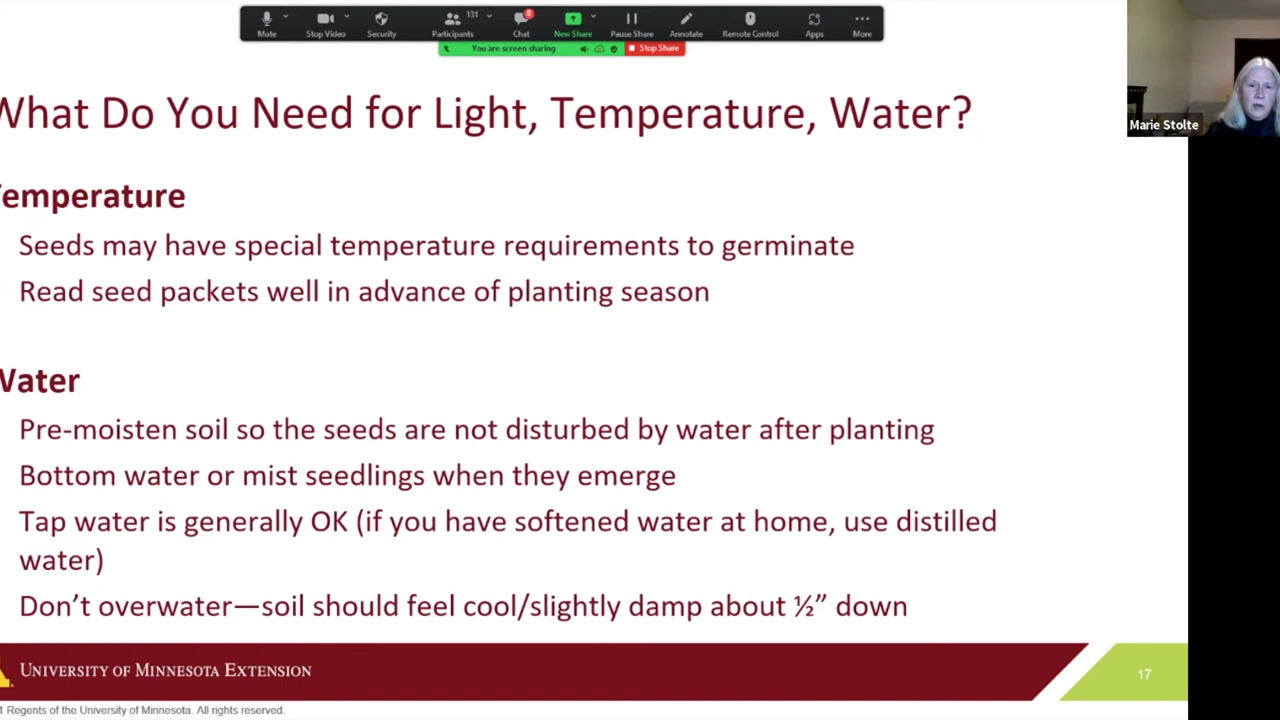 Mute
Stop Video
Security
Participants
131
Chat
8
New Share
Pause Share
Annotate
Remote Control
Apps
More
You are screen sharing
Stop Share
What Do You Need for Light, Temperature, Water?
Marie Stolte
Temperature
Seeds may have special temperature requirements to germinate
Read seed packets well in advance of planting season
Water
Pre-moisten soil so the seeds are not disturbed by water after planting
Bottom water or mist seedlings when they emerge
Tap water is generally OK (if you have softened water at home, use distilled
water)
Don’t overwater—soil should feel cool/slightly damp about ½” down
UNIVERSITY OF MINNESOTA EXTENSION
17
1 Regents of the University of Minnesota. All rights reserved.